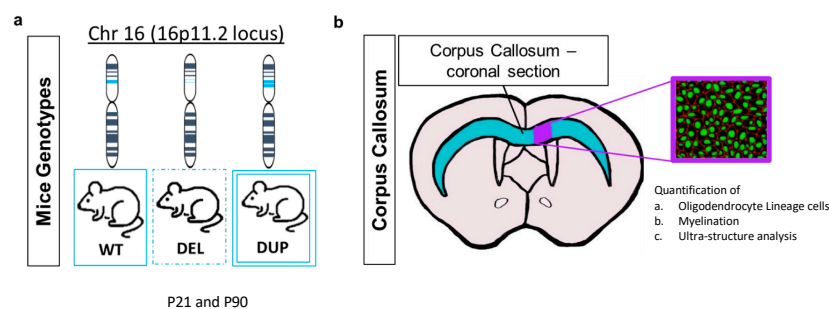 a
Chr 16 (16p11.2 locus)
Mice Genotypes
WT
DEL
DUP
P21 and P90
b
Corpus Callosum
Corpus Callosum –
coronal section
Quantification of
a. Oligodendrocyte Lineage cells
b. Myelination
c. Ultra-structure analysis